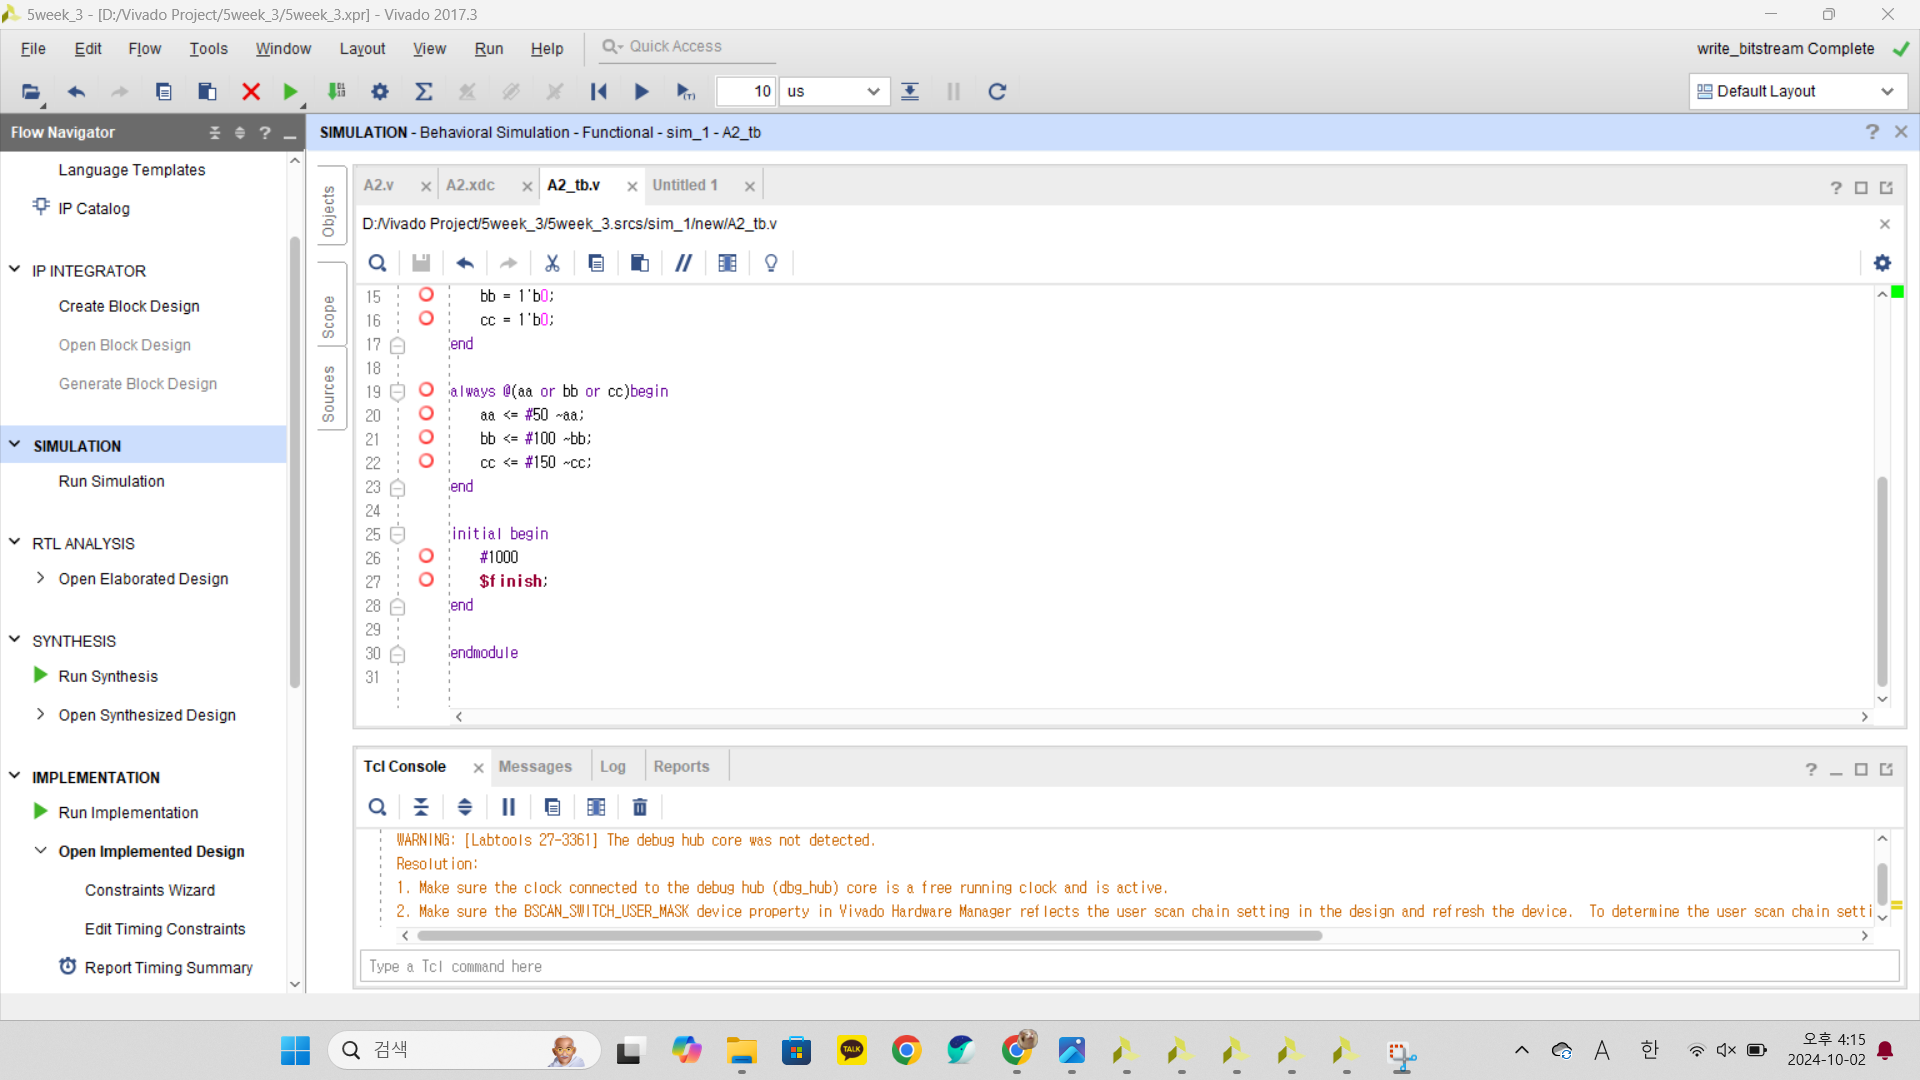 5week_3 - [D:/Vivado Project/5week_3/5week_3.xpr] - Vivado 2017.3
File Edit Flow Tools Window Layout View Run Help Quick Access
write_bitstream Complete
10 us
Default Layout
Flow Navigator
SIMULATION - Behavioral Simulation - Functional - sim_1 - A2_tb
Language Templates
IP Catalog
IP INTEGRATOR
Create Block Design
Open Block Design
Generate Block Design
SIMULATION
Run Simulation
RTL ANALYSIS
Open Elaborated Design
SYNTHESIS
Run Synthesis
Open Synthesized Design
IMPLEMENTATION
Run Implementation
Open Implemented Design
Constraints Wizard
Edit Timing Constraints
Report Timing Summary
Objects
Scope
Sources
A2.v A2.xdc A2_tb.v Untitled 1
D:/Vivado Project/5week_3/5week_3.srcs/sim_1/new/A2_tb.v
15 bb = 1'b0;
16 cc = 1'b0;
17 end
18
19 always @(aa or bb or cc)begin
20 aa <= #50 ~aa;
21 bb <= #100 ~bb;
22 cc <= #150 ~cc;
23 end
24
25 initial begin
26 #1000
27 $finish;
28 end
29
30 endmodule
31
Tcl Console Messages Log Reports
WARNING: [Labtools 27-3361] The debug hub core was not detected.
Resolution:
1. Make sure the clock connected to the debug hub (dbg_hub) core is a free running clock and is active.
2. Make sure the BSCAN_SWITCH_USER_MASK device property in Vivado Hardware Manager reflects the user scan chain setting in the design and refresh the device.  To determine the user scan chain setti
Type a Tcl command here
검색
TALK
A 한
오후 4:15
2024-10-02